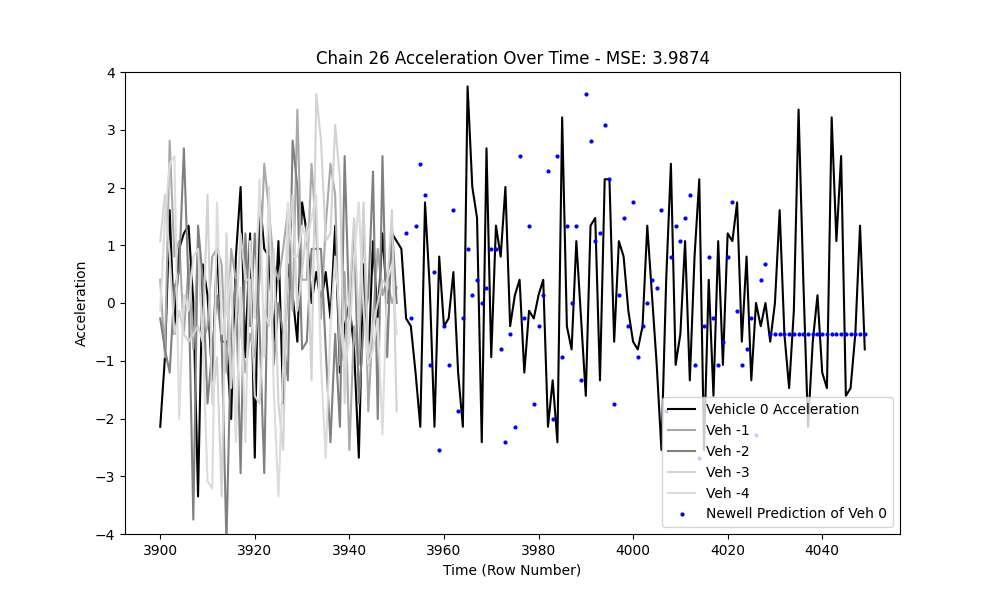 Chain 26 Acceleration Over Time - MSE: 3.9874
Acceleration
4
3
2
1
0
−1
−2
−3
−4
Vehicle 0 Acceleration
Veh -1
Veh -2
Veh -3
Veh -4
Newell Prediction of Veh 0
3900 3920 3940 3960 3980 4000 4020 4040
Time (Row Number)